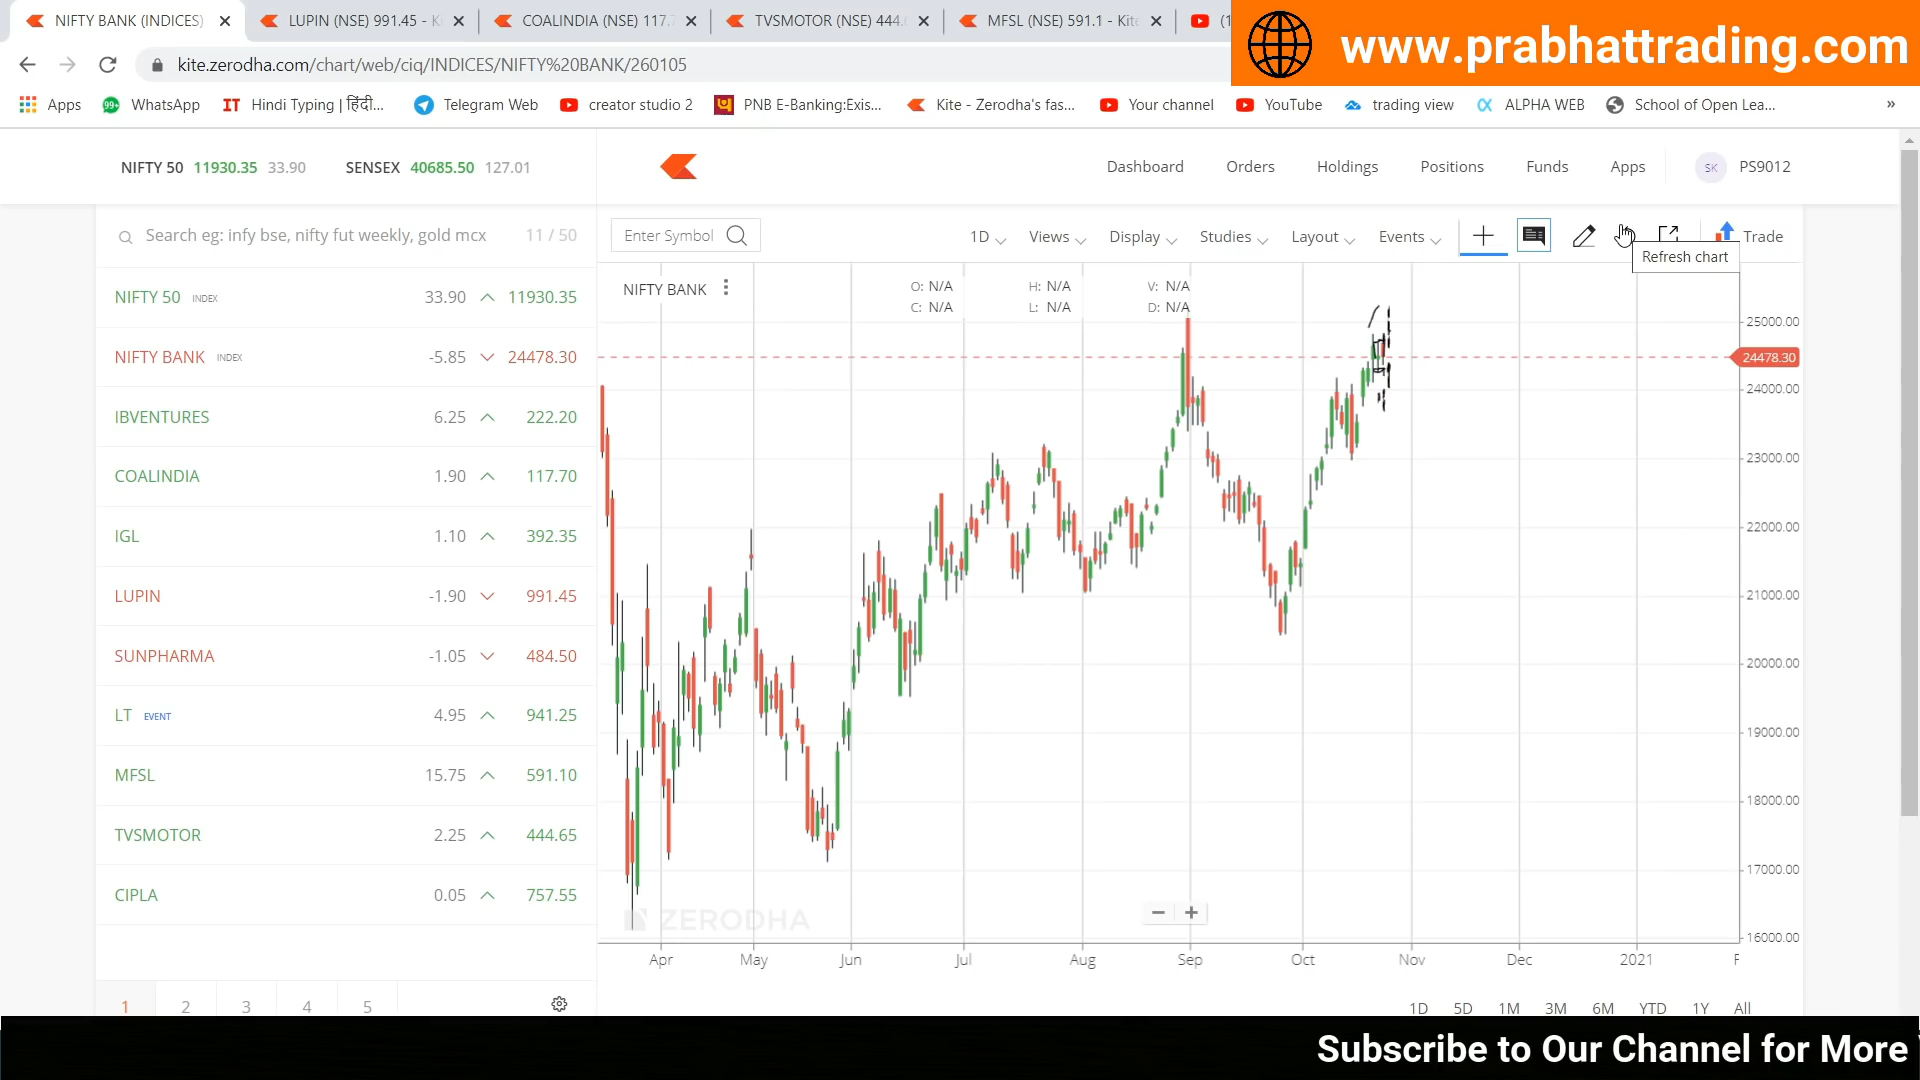 NIFTY BANK (INDICES)
LUPIN (NSE) 991.45 - K
COALINDIA (NSE) 117.
TVSMOTOR (NSE) 444.
MFSL (NSE) 591.1 - Kite
www.prabhattrading.com
kite.zerodha.com/chart/web/ciq/INDICES/NIFTY%20BANK/260105
Apps
99+
WhatsApp
IT Hindi Typing | हिंदी...
Telegram Web
creator studio 2
PNB E-Banking:Exis...
Kite - Zerodha's fas...
Your channel
YouTube
trading view
ALPHA WEB
School of Open Lea...
»
NIFTY 50 11930.35 33.90
SENSEX 40685.50 127.01
Dashboard
Orders
Holdings
Positions
Funds
Apps
SK PS9012
Search eg: infy bse, nifty fut weekly, gold mcx 11 / 50
Enter Symbol
1D
Views
Display
Studies
Layout
Events
Trade
Refresh chart
NIFTY 50 INDEX 33.90 11930.35
NIFTY BANK INDEX -5.85 24478.30
IBVENTURES 6.25 222.20
COALINDIA 1.90 117.70
IGL 1.10 392.35
LUPIN -1.90 991.45
SUNPHARMA -1.05 484.50
LT EVENT 4.95 941.25
MFSL 15.75 591.10
TVSMOTOR 2.25 444.65
CIPLA 0.05 757.55
1 2 3 4 5
NIFTY BANK
O: N/A H: N/A V: N/A
C: N/A L: N/A D: N/A
25000.00
24478.30
24000.00
23000.00
22000.00
21000.00
20000.00
19000.00
18000.00
17000.00
16000.00
ZERODHA
Apr May Jun Jul Aug Sep Oct Nov Dec 2021 F
1D 5D 1M 3M 6M YTD 1Y All
Subscribe to Our Channel for More